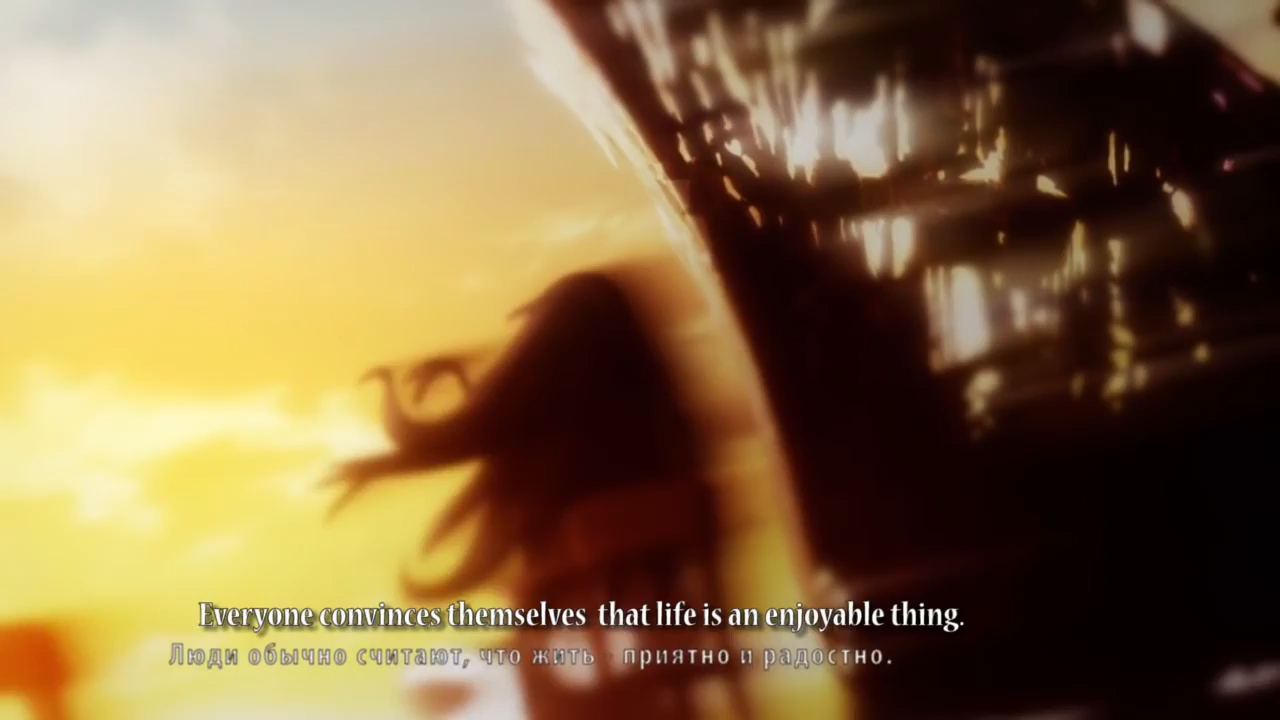 Everyone convinces themselves that life is an enjoyable thing.
Люди обычно считают, что жить - приятно и радостно.